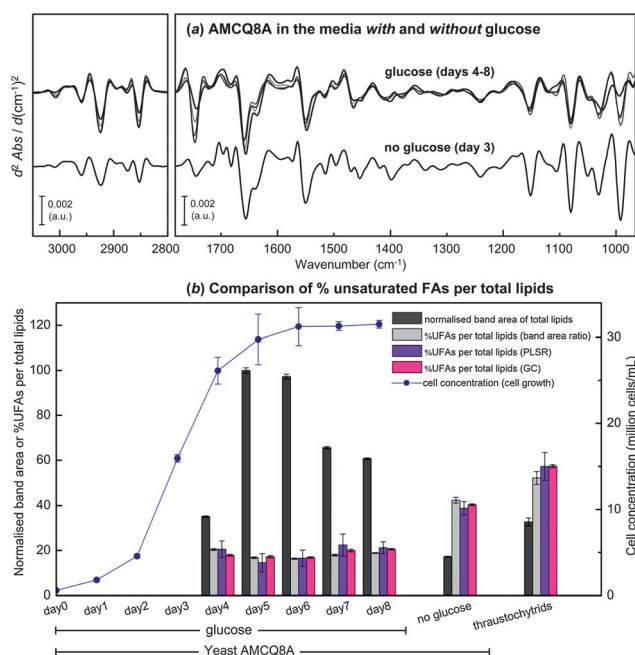 (a) AMCQ8A in the media with and without glucose
glucose (days 4-8)
no glucose (day 3)
d² Abs / d(cm⁻¹)²
0.002
(a.u.)
0.002
(a.u.)
3000 2900 2800
1700 1600 1500 1400 1300 1200 1100 1000
Wavenumber (cm⁻¹)
(b) Comparison of % unsaturated FAs per total lipids
normalised band area of total lipids
%UFAs per total lipids (band area ratio)
%UFAs per total lipids (PLSR)
%UFAs per total lipids (GC)
cell concentration (cell growth)
Normalised band area or %UFAs per total lipids
120
100
80
60
40
20
0
Cell concentration (million cells/mL)
30
20
10
0
day0 day1 day2 day3 day4 day5 day6 day7 day8 no glucose thraustochytrids
glucose
Yeast AMCQ8A